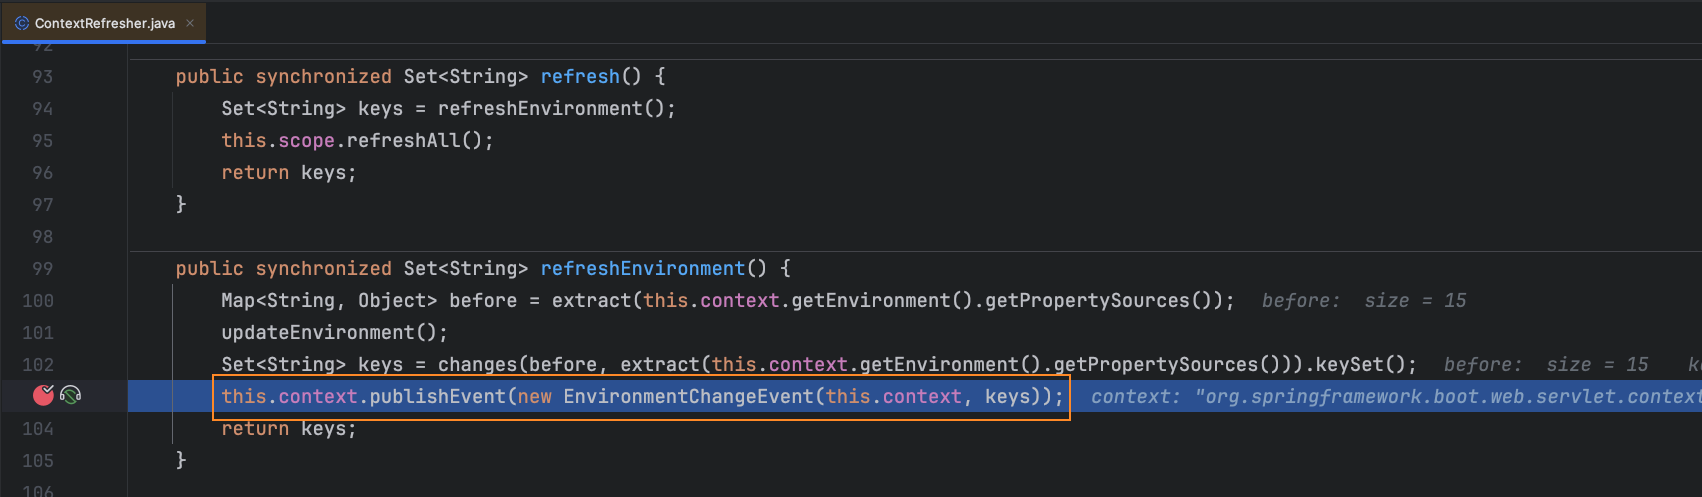 ContextRefresher.java
92
93 public synchronized Set<String> refresh() {
94 Set<String> keys = refreshEnvironment();
95 this.scope.refreshAll();
96 return keys;
97 }
98
99 public synchronized Set<String> refreshEnvironment() {
100 Map<String, Object> before = extract(this.context.getEnvironment().getPropertySources()); before: size = 15
101 updateEnvironment();
102 Set<String> keys = changes(before, extract(this.context.getEnvironment().getPropertySources())).keySet(); before: size = 15 ke
this.context.publishEvent(new EnvironmentChangeEvent(this.context, keys)); context: "org.springframework.boot.web.servlet.context
104 return keys;
105 }
106